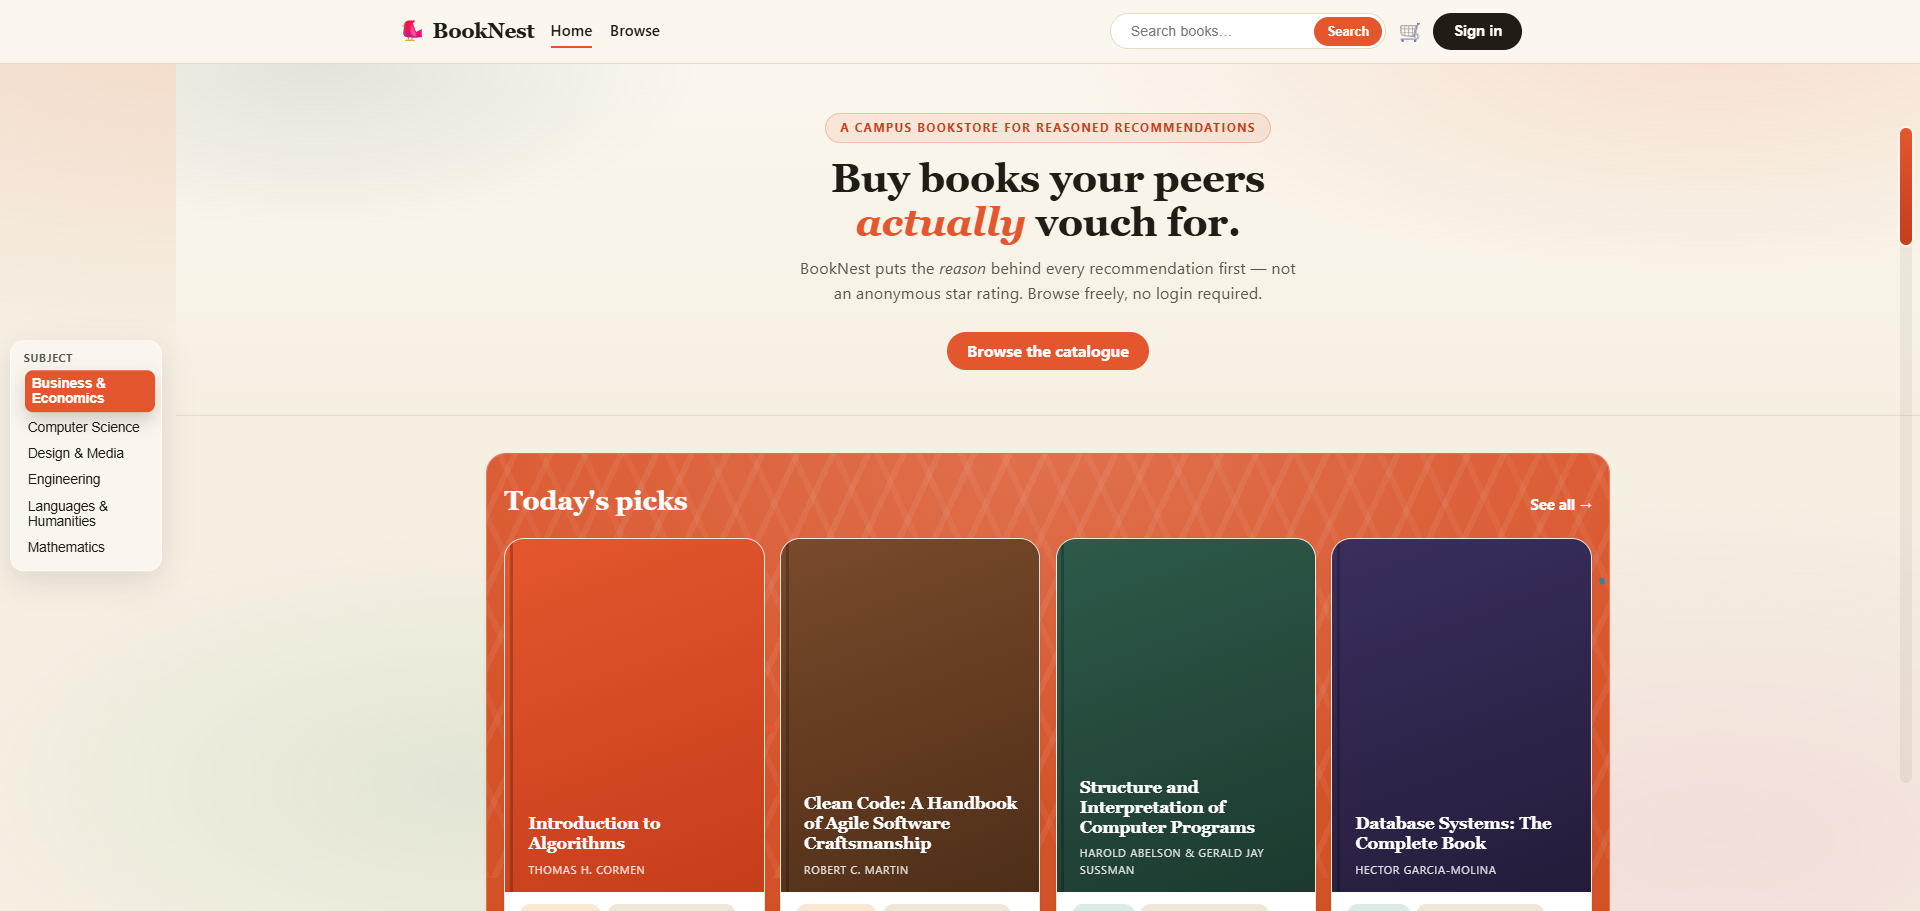 BookNest
Home
Browse
Search books...
Search
Sign in
A CAMPUS BOOKSTORE FOR REASONED RECOMMENDATIONS
Buy books your peers
actually vouch for.
BookNest puts the reason behind every recommendation first — not
an anonymous star rating. Browse freely, no login required.
Browse the catalogue
SUBJECT
Business &
Economics
Computer Science
Design & Media
Engineering
Languages &
Humanities
Mathematics
Today's picks
See all →
Introduction to
Algorithms
THOMAS H. CORMEN
Clean Code: A Handbook
of Agile Software
Craftsmanship
ROBERT C. MARTIN
Structure and
Interpretation of
Computer Programs
HAROLD ABELSON & GERALD JAY
SUSSMAN
Database Systems: The
Complete Book
HECTOR GARCIA-MOLINA